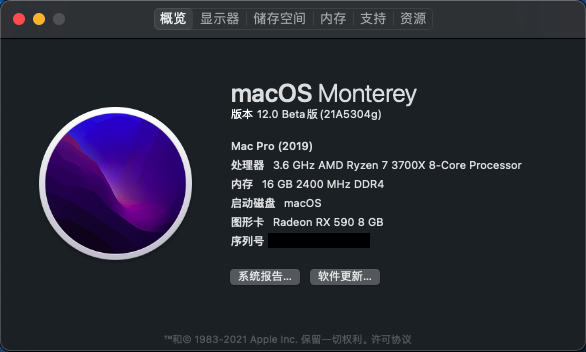 概览 显示器 储存空间 内存 支持 资源
macOS Monterey
版本 12.0 Beta版 (21A5304g)
Mac Pro (2019)
处理器 3.6 GHz AMD Ryzen 7 3700X 8-Core Processor
内存 16 GB 2400 MHz DDR4
启动磁盘 macOS
图形卡 Radeon RX 590 8 GB
序列号
系统报告... 软件更新...
™和© 1983-2021 Apple Inc. 保留一切权利。许可协议